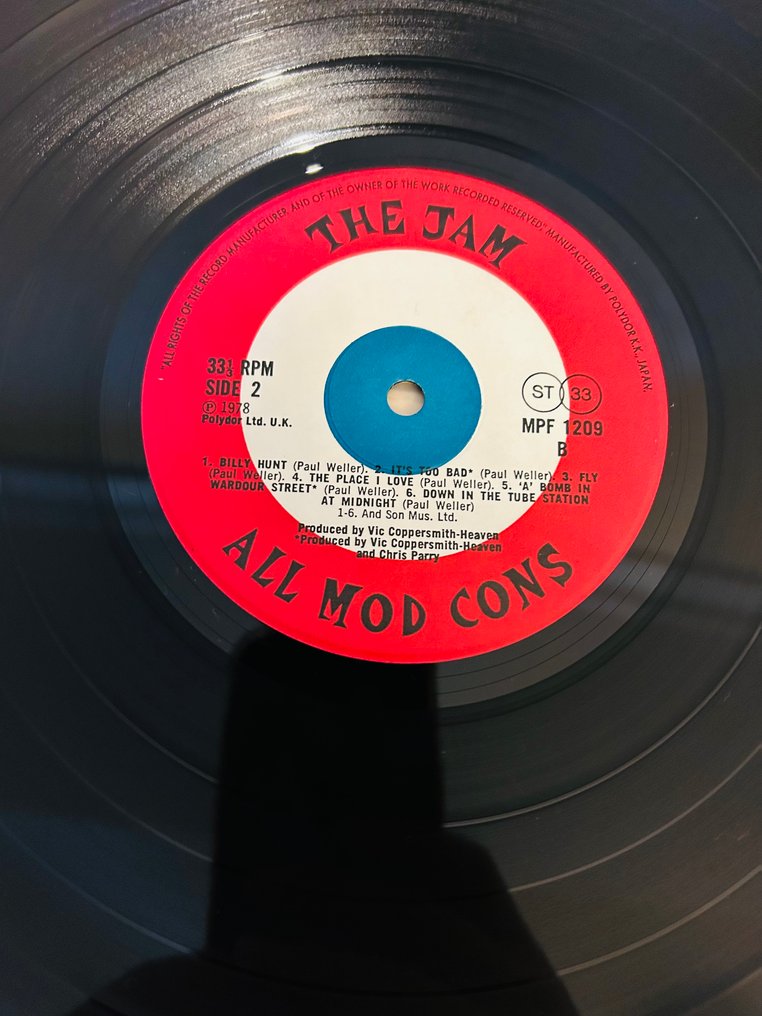 "ALL RIGHTS OF THE RECORD MANUFACTURER AND OF THE OWNER OF THE WORK RECORDED RESERVED" MANUFACTURED BY POLYDOR K.K., JAPAN.
THE JAM
33⅓ RPM
SIDE 2
Ⓟ 1978
Polydor Ltd. U.K.
ST 33
MPF 1209
B
1. BILLY HUNT (Paul Weller). 2. IT'S TOO BAD* (Paul Weller). 3. FLY
(Paul Weller). 4. THE PLACE I LOVE (Paul Weller). 5. 'A' BOMB IN
WARDOUR STREET* (Paul Weller). 6. DOWN IN THE TUBE STATION
AT MIDNIGHT (Paul Weller)
1-6. And Son Mus. Ltd.
Produced by Vic Coppersmith-Heaven
*Produced by Vic Coppersmith-Heaven
and Chris Parry
ALL MOD CONS